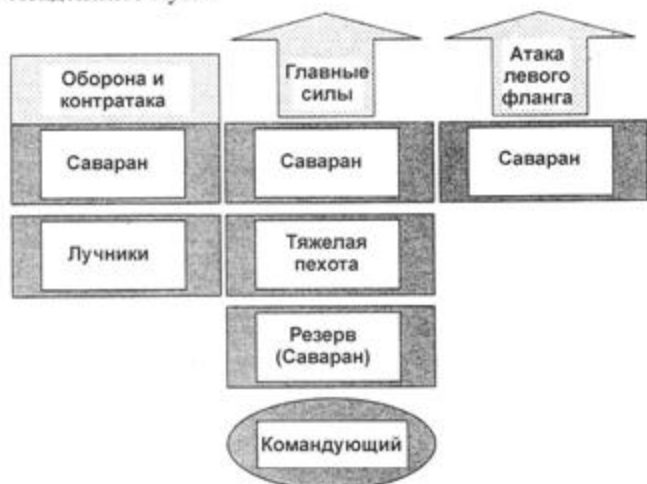 Оборона и
контратака
Главные
силы
Атака
левого
фланга
Саваран
Саваран
Саваран
Лучники
Тяжелая
пехота
Резерв
(Саваран)
Командующий